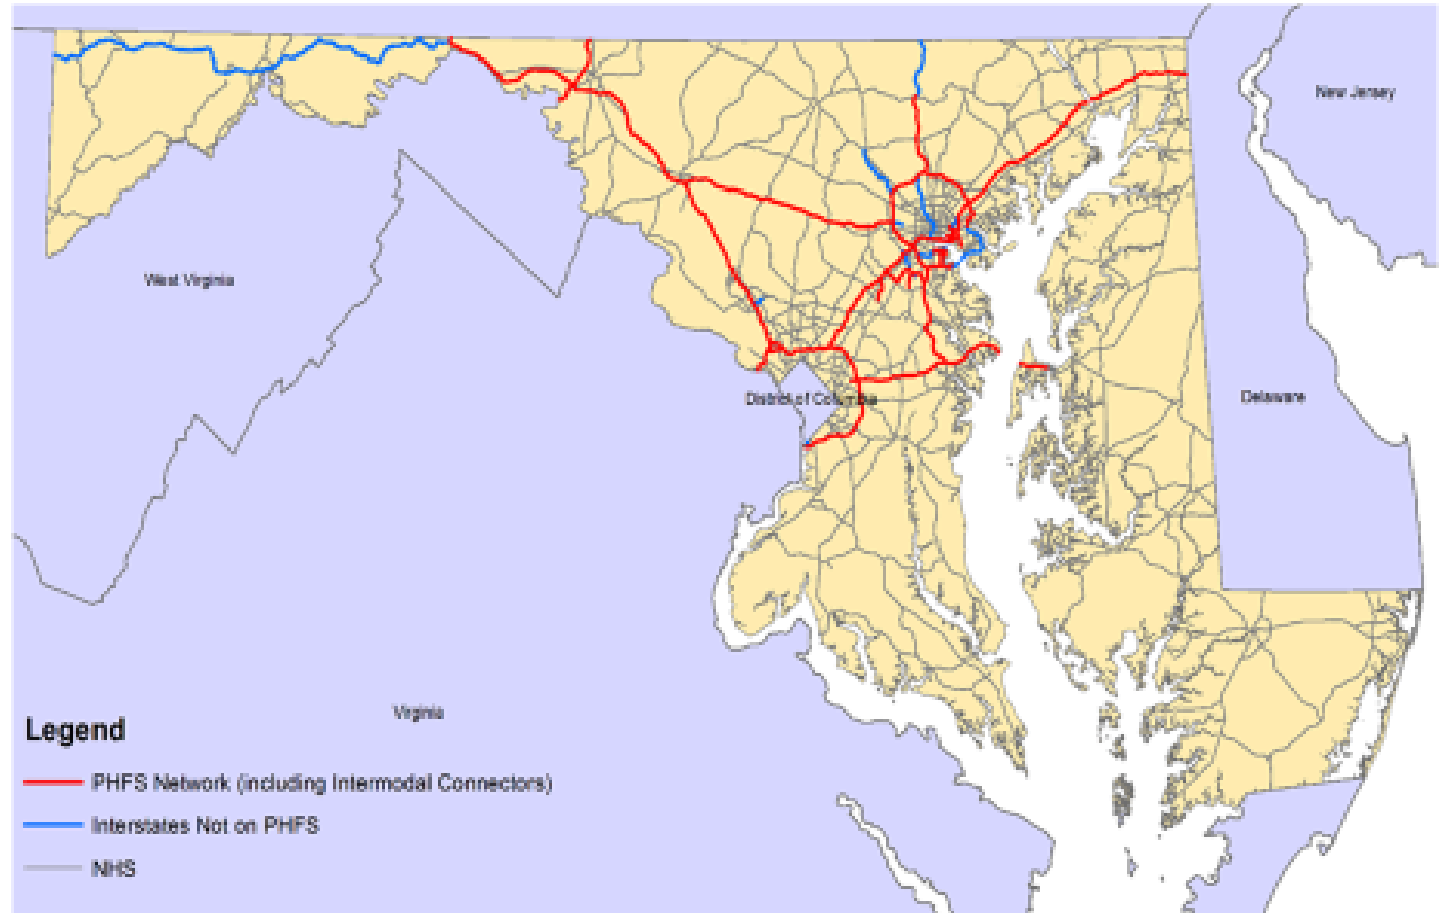 New Jersey
West Virginia
District of Columbia
Delaware
Virginia
Legend
PHFS Network (including Intermodal Connectors)
Interstates Not on PHFS
NHS